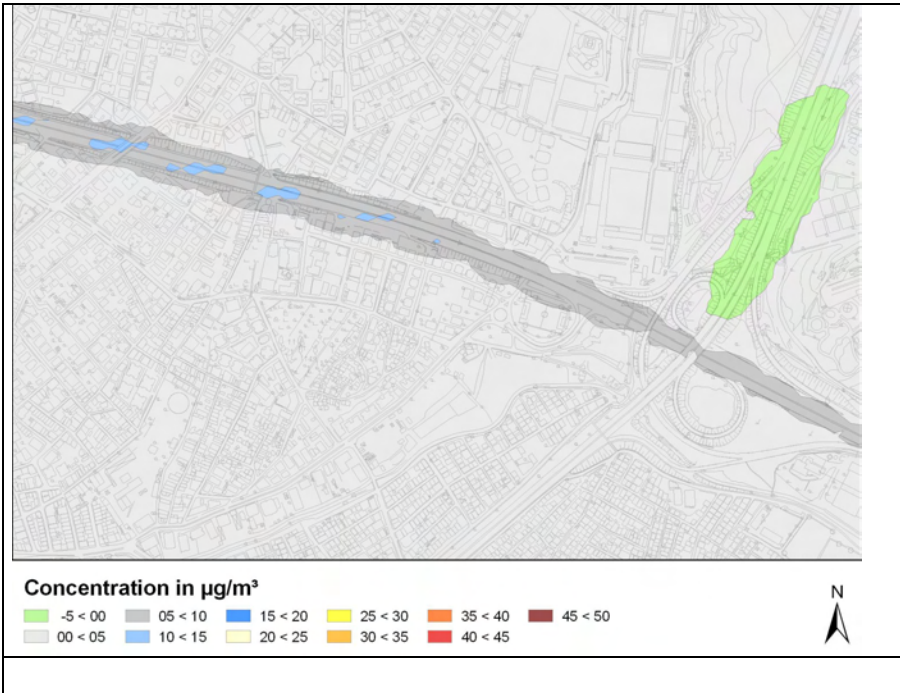 Concentration in µg/m³
-5 < 00 05 < 10 15 < 20 25 < 30 35 < 40 45 < 50
00 < 05 10 < 15 20 < 25 30 < 35 40 < 45
N